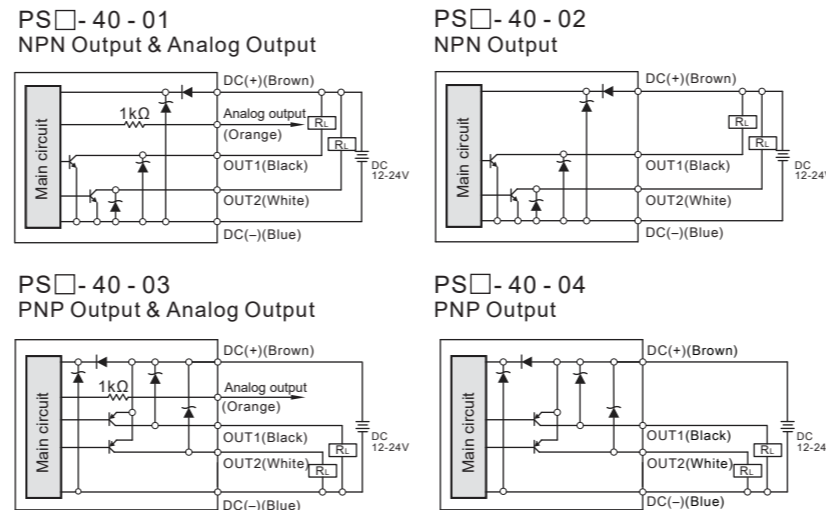 PS□- 40 - 01
NPN Output & Analog Output
DC(+)(Brown)
1kΩ
Analog output
(Orange)
RL
RL
Main circuit
OUT1(Black)
DC
12-24V
OUT2(White)
DC(–)(Blue)
PS□- 40 - 02
NPN Output
DC(+)(Brown)
RL
RL
Main circuit
OUT1(Black)
DC
12-24V
OUT2(White)
DC(–)(Blue)
PS□- 40 - 03
PNP Output & Analog Output
DC(+)(Brown)
1kΩ
Analog output
(Orange)
Main circuit
OUT1(Black)
DC
12-24V
RL
OUT2(White)
RL
DC(–)(Blue)
PS□- 40 - 04
PNP Output
DC(+)(Brown)
Main circuit
OUT1(Black)
DC
12-24
RL
OUT2(White)
RL
DC(–)(Blue)